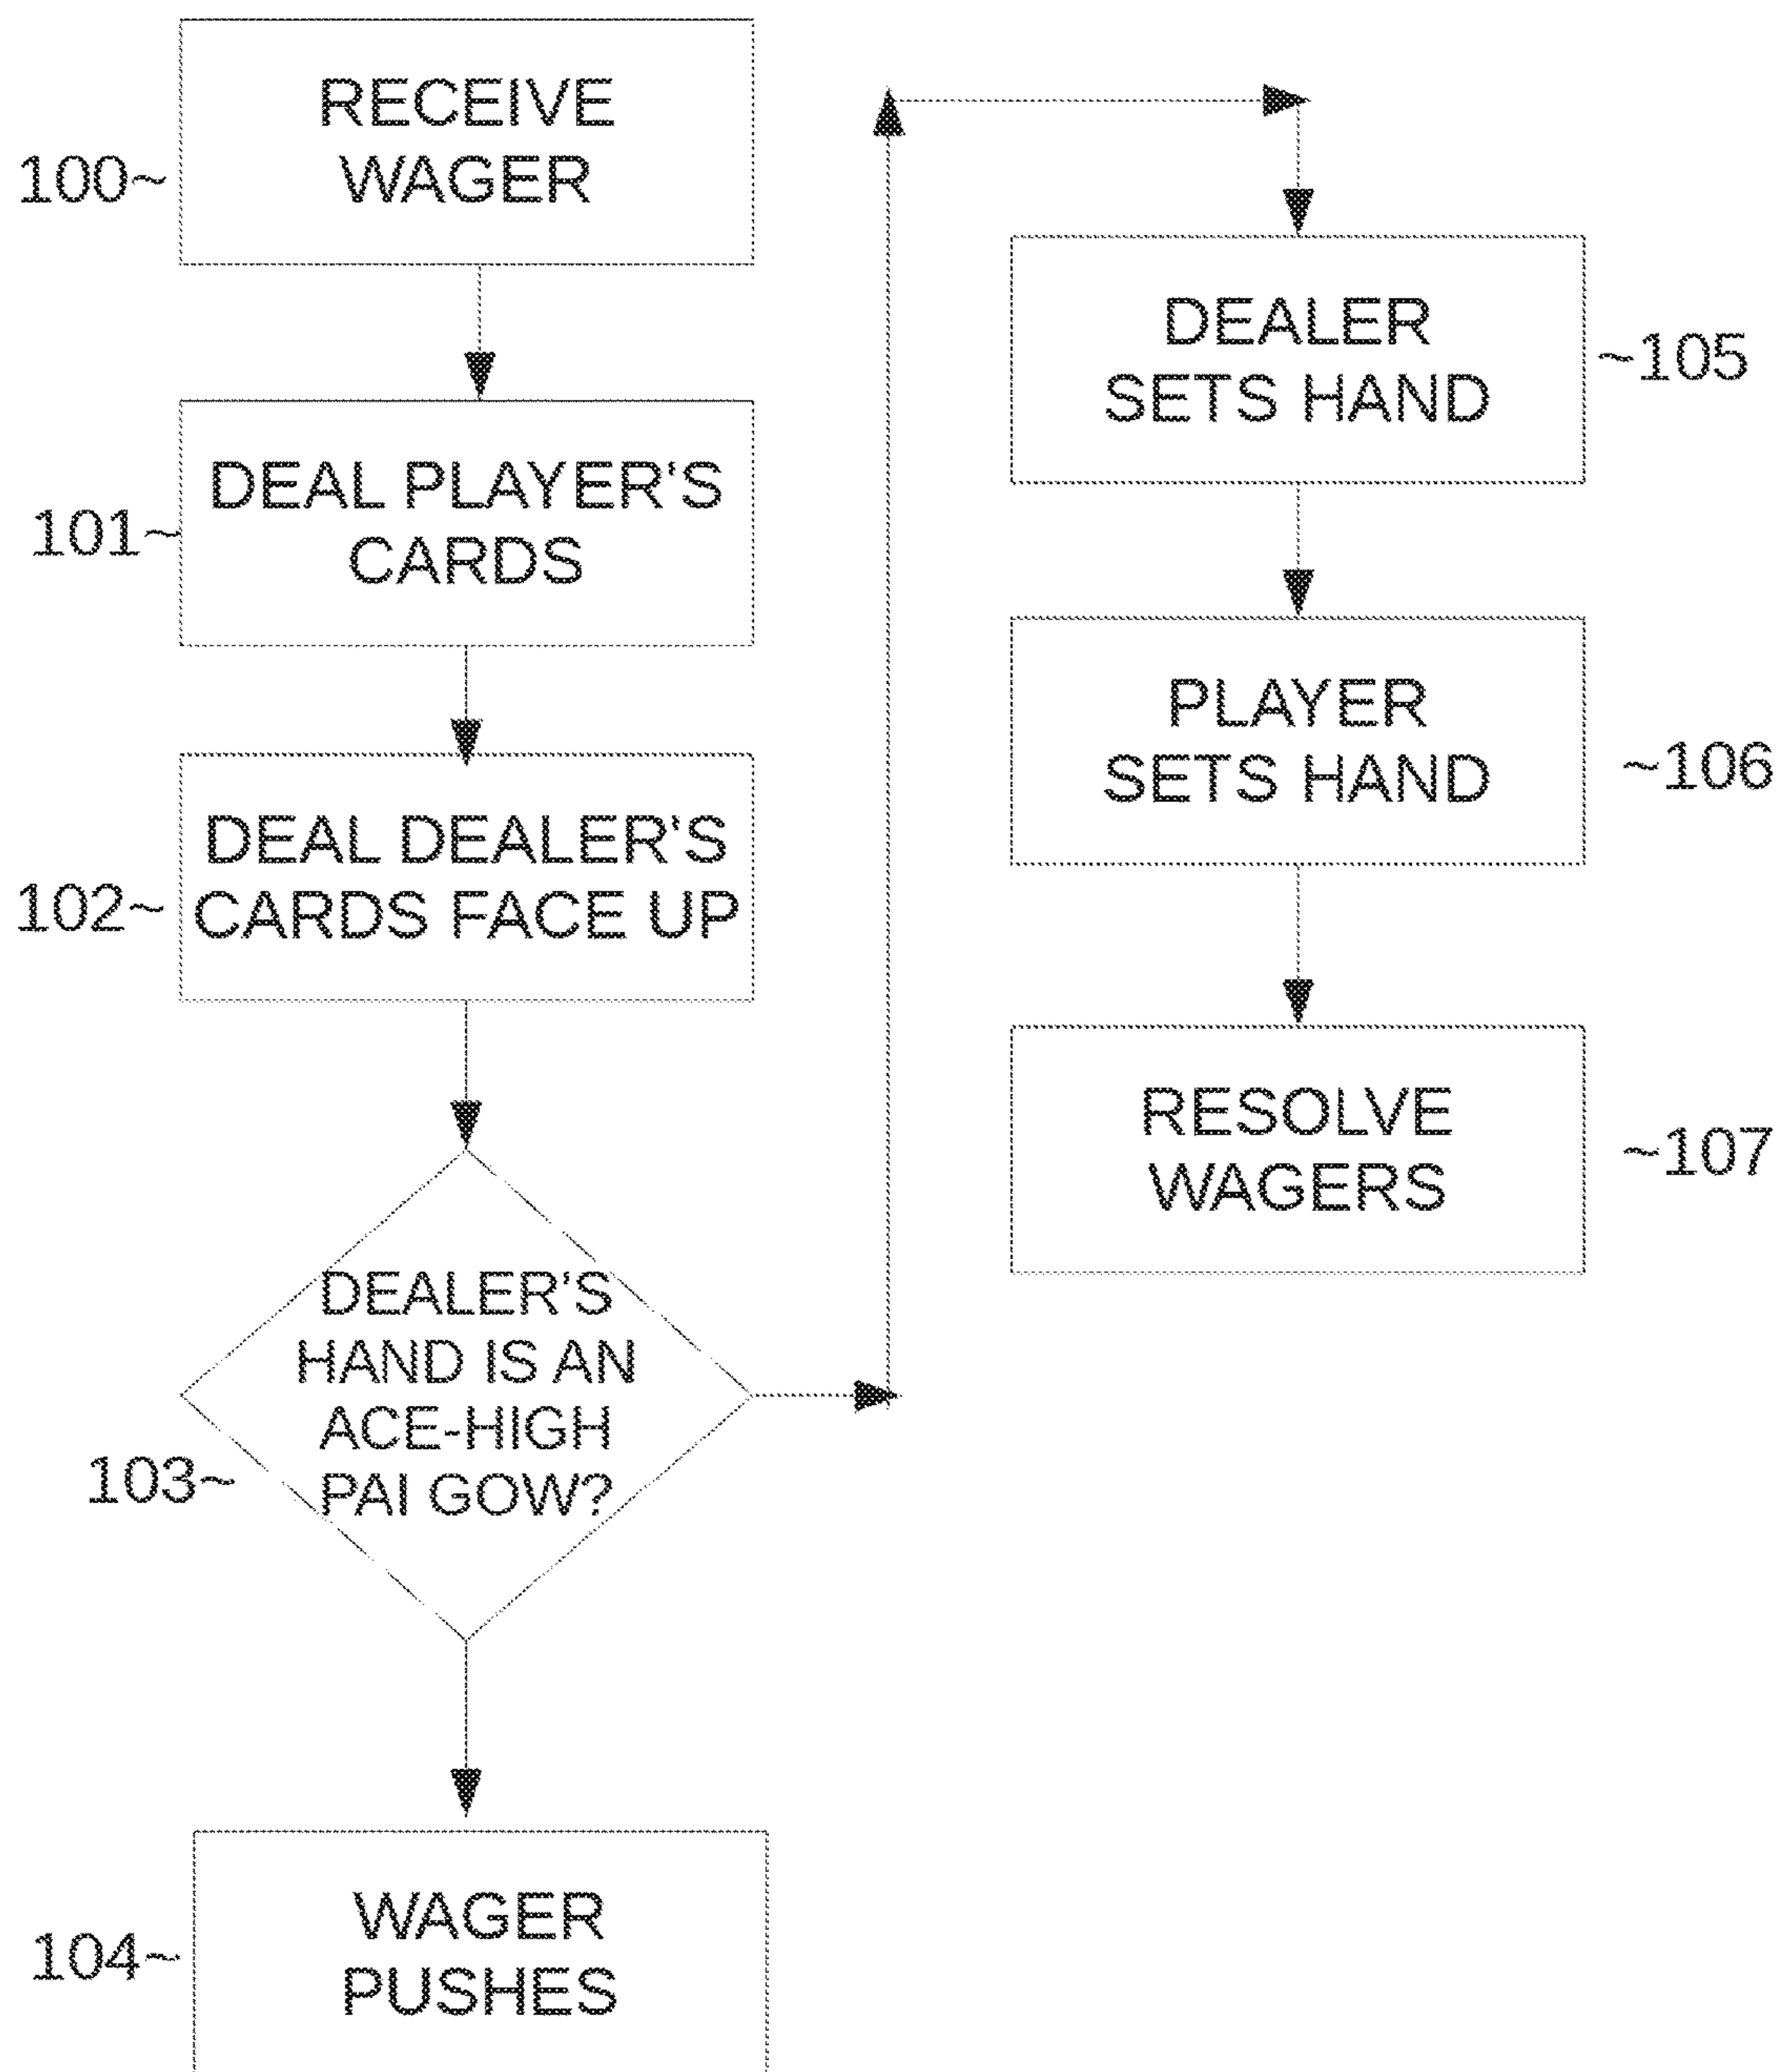 RECEIVE
WAGER
100~
DEAL PLAYER'S
CARDS
101~
DEAL DEALER'S
CARDS FACE UP
102~
DEALER'S
HAND IS AN
ACE-HIGH
PAI GOW?
103~
WAGER
PUSHES
104~
DEALER
SETS HAND
~105
PLAYER
SETS HAND
~106
RESOLVE
WAGERS
~107